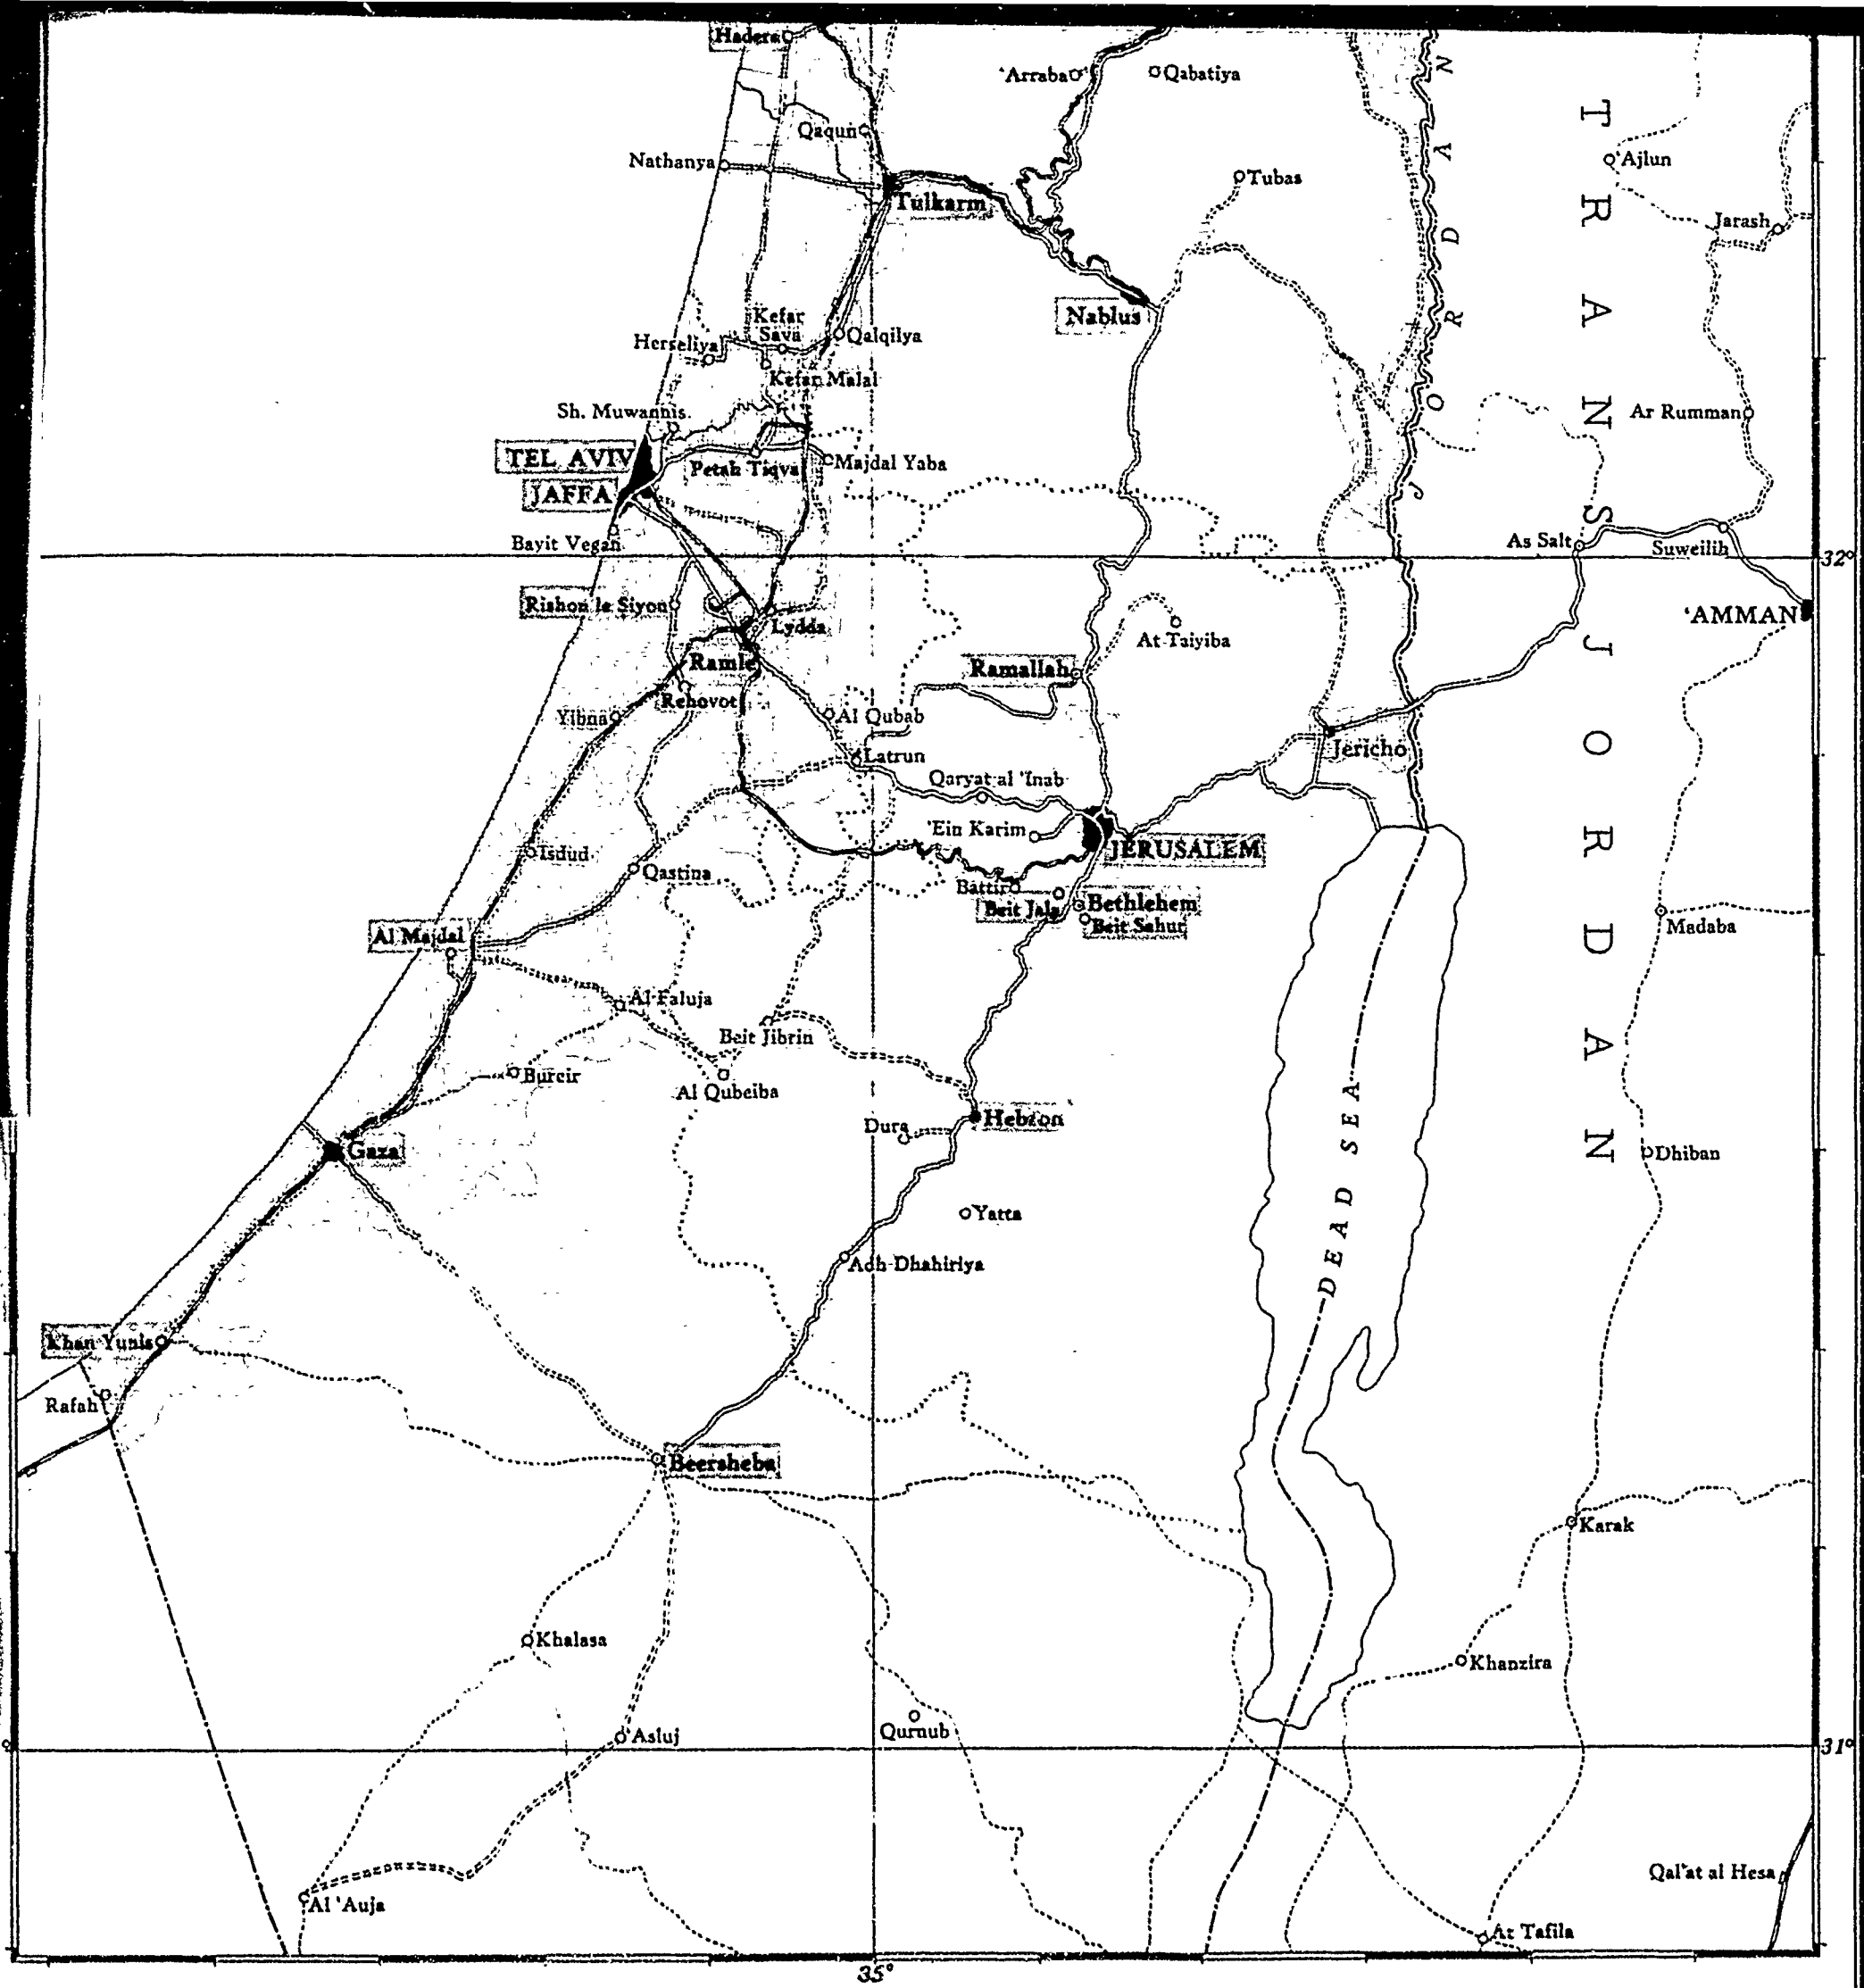 Hadera
'Arraba
Qabatiya
Qaqun
'Ajlun
Nathanya
Tubas
Tulkarm
Jarash
Nablus
Kefar
Sava
Herseliya
Qalqilya
Kefar Malal
Sh. Muwannis
Ar Rumman
TEL AVIV
Petah Tiqva
Majdal Yaba
JAFFA
Bayit Vegan
As Salt
Suweilih
32°
Rishon le Siyon
'AMMAN
Lydda
At Taiyiba
Ramle
Ramallah
Rehovot
Yibna
Al Qubab
Latrun
Jericho
Qaryat al 'Inab
'Ein Karim
JERUSALEM
Isdud
Qastina
Battir
Beit Jala
Bethlehem
Beit Sahur
Al Majdal
Madaba
Al Faluja
Beit Jibrin
Bureir
Al Qubeiba
Dura
Hebron
Gaza
Dhiban
Yatta
Adh Dhahiriya
Khan Yunis
Rafah
Beersheba
Karak
Khalasa
Khanzira
'Asluj
Qurnub
31°
Qal'at al Hesa
Al 'Auja
At Tafila
35°
JORDAN
TRANSJORDAN
DEAD SEA